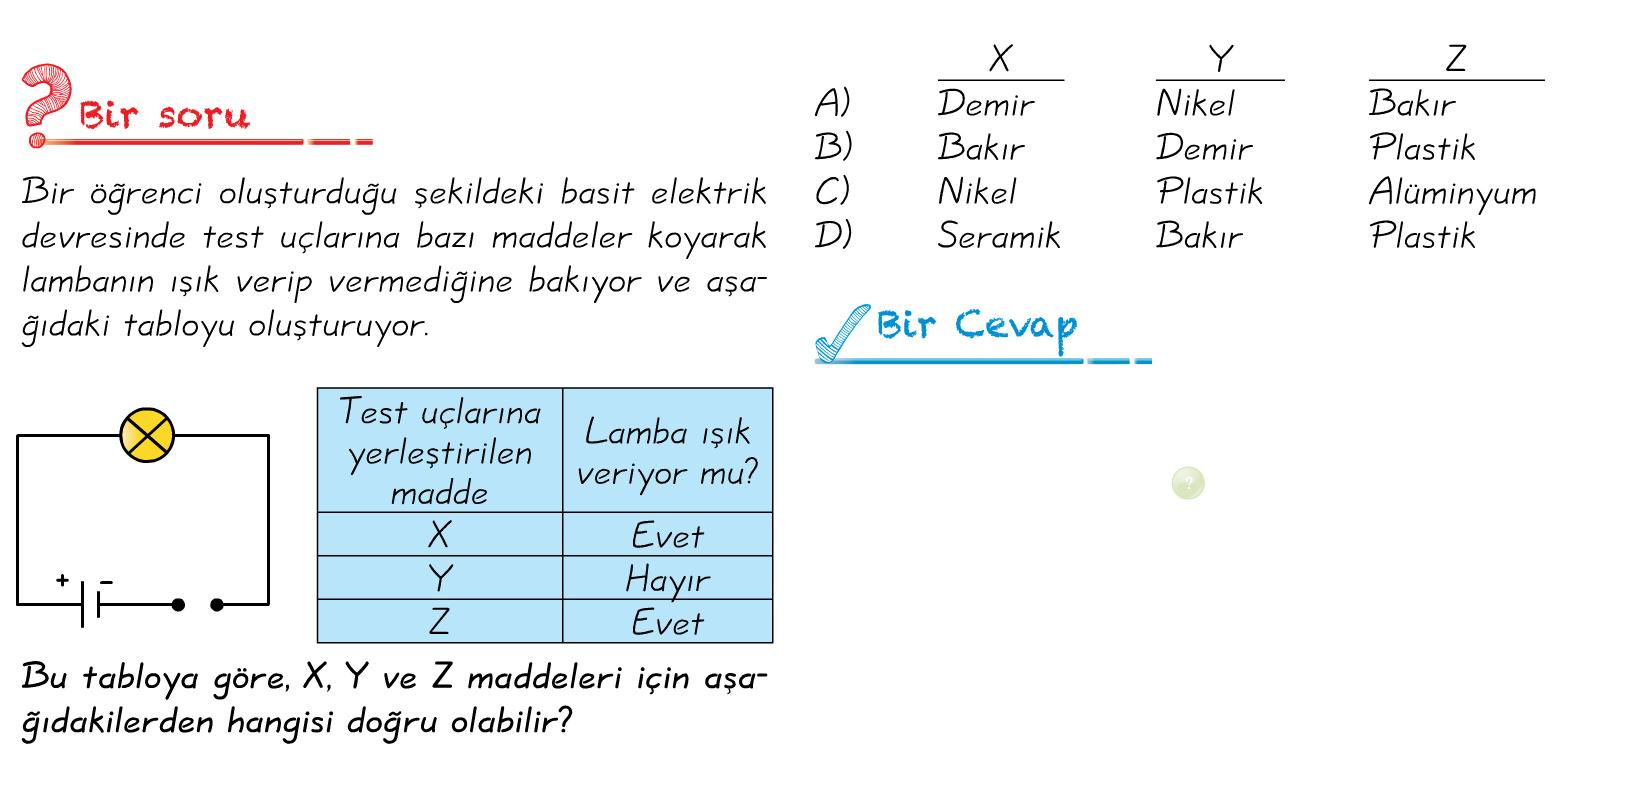 Bir soru
Bir öğrenci oluşturduğu şekildeki basit elektrik
devresinde test uçlarına bazı maddeler koyarak
lambanın ışık verip vermediğine bakıyor ve aşa-
ğıdaki tabloyu oluşturuyor.
+ −
Test uçlarına
yerleştirilen
madde
Lamba ışık
veriyor mu?
X Evet
Y Hayır
Z Evet
Bu tabloya göre, X, Y ve Z maddeleri için aşa-
ğıdakilerden hangisi doğru olabilir?
X Y Z
A) Demir Nikel Bakır
B) Bakır Demir Plastik
C) Nikel Plastik Alüminyum
D) Seramik Bakır Plastik
Bir Cevap
?